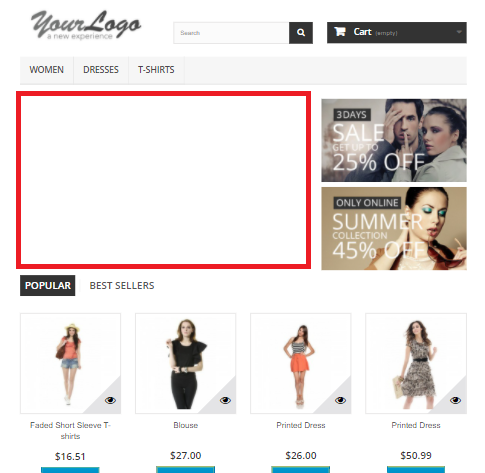 YourLogo
a new experience
Search
Cart (empty)
WOMEN DRESSES T-SHIRTS
3 DAYS
SALE
GET UP TO
25% OFF
ONLY ONLINE
SUMMER
COLLECTION
45% OFF
POPULAR BEST SELLERS
Faded Short Sleeve T-
shirts
Blouse
Printed Dress
Printed Dress
$16.51
$27.00
$26.00
$50.99